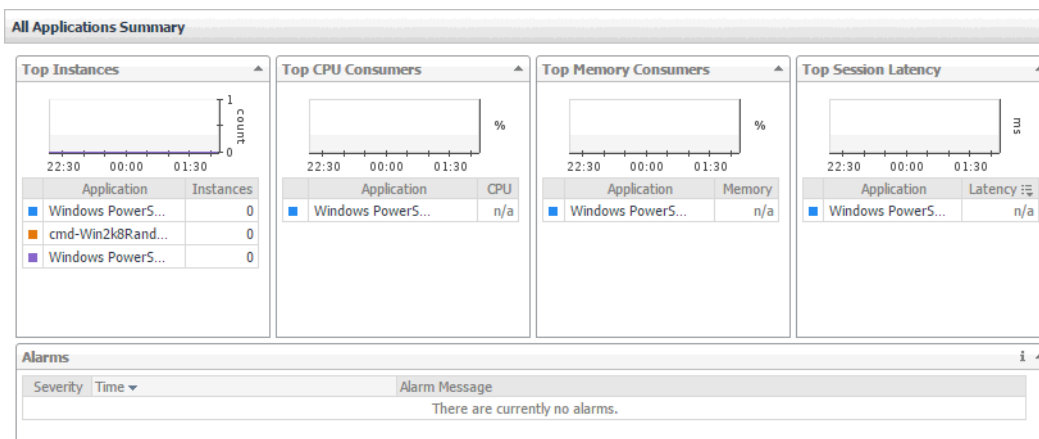 All Applications Summary
Top Instances
1
count
0
22:30 00:00 01:30
Application Instances
Windows PowerS... 0
cmd-Win2k8Rand... 0
Windows PowerS... 0
Top CPU Consumers
%
22:30 00:00 01:30
Application CPU
Windows PowerS... n/a
Top Memory Consumers
%
22:30 00:00 01:30
Application Memory
Windows PowerS... n/a
Top Session Latency
ms
22:30 00:00 01:30
Application Latency
Windows PowerS... n/a
Alarms i
Severity Time Alarm Message
There are currently no alarms.